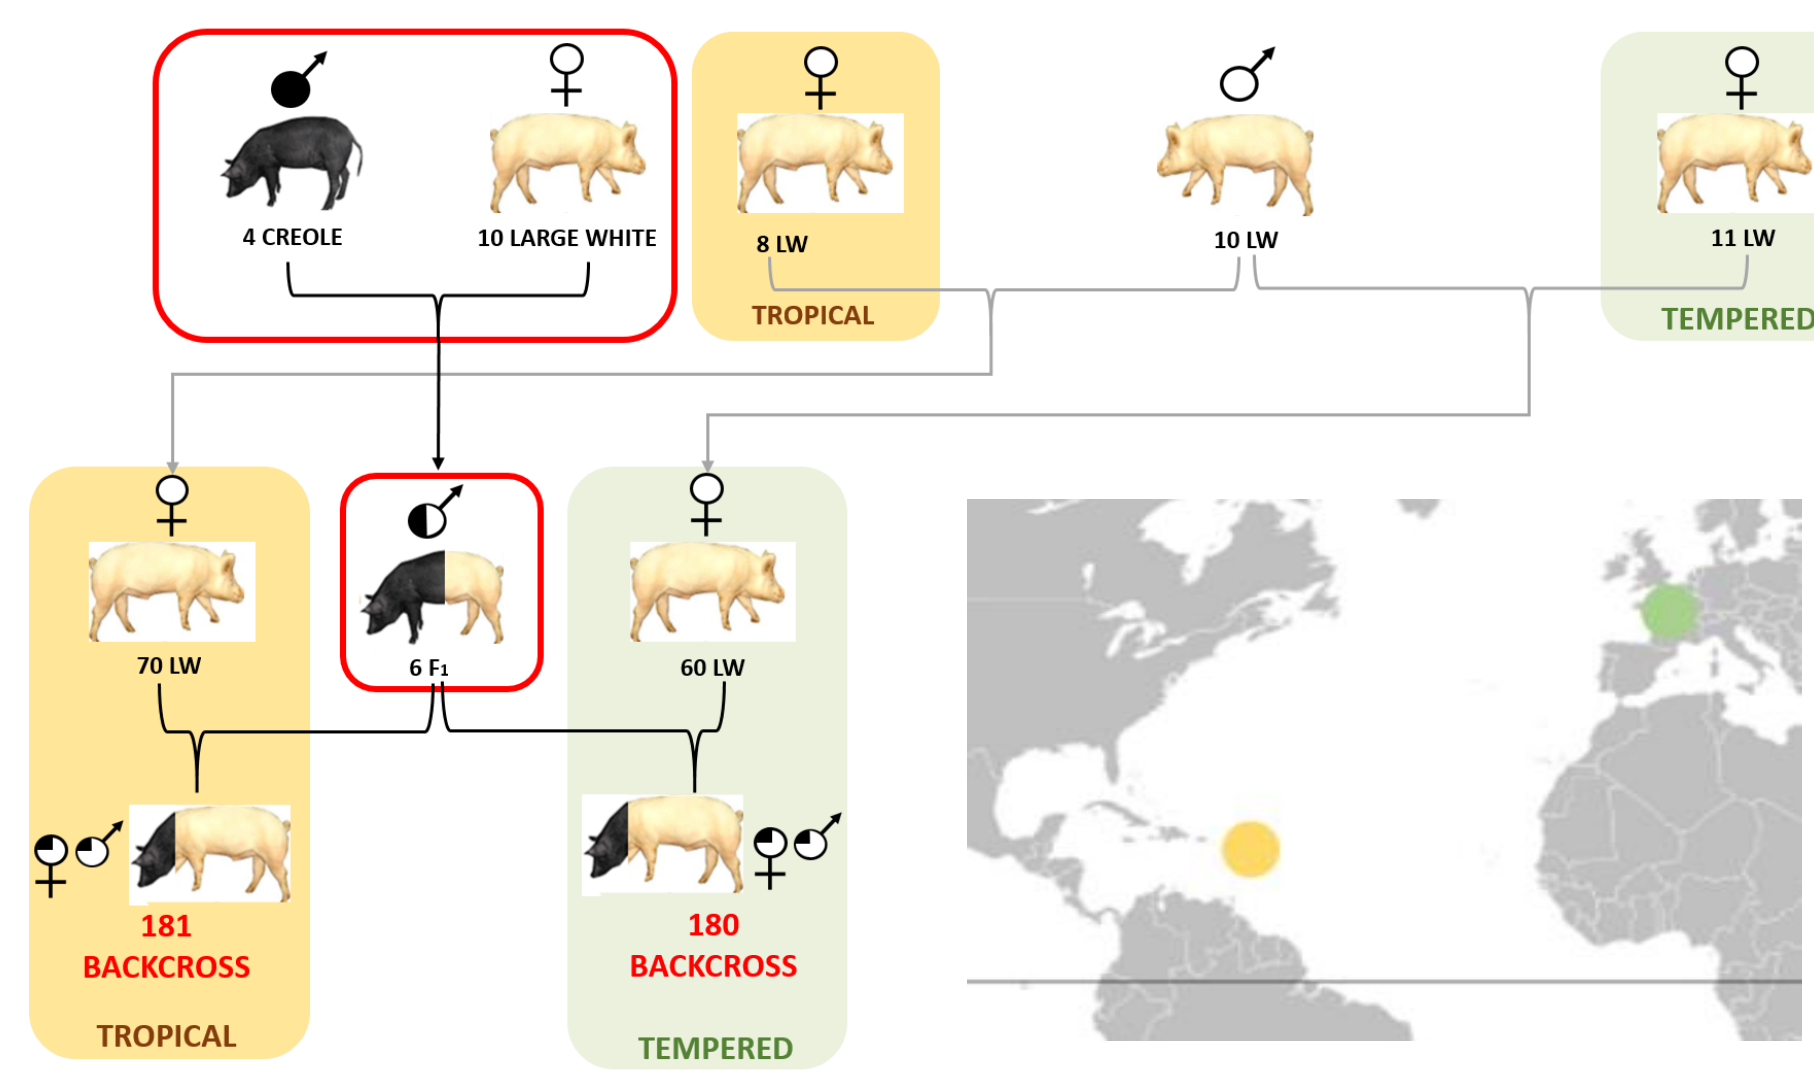 4 CREOLE
10 LARGE WHITE
8 LW
TROPICAL
10 LW
11 LW
TEMPERED
70 LW
6 F1
60 LW
181
BACKCROSS
TROPICAL
180
BACKCROSS
TEMPERED